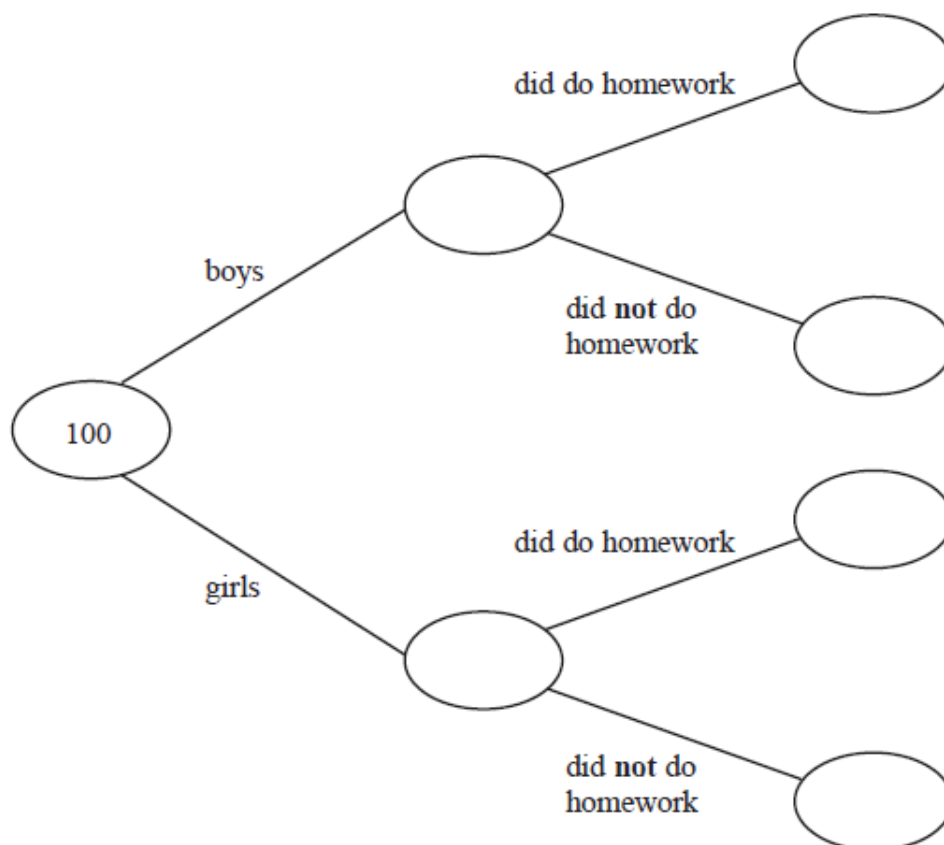 did do homework
boys
did not do
homework
100
did do homework
girls
did not do
homework